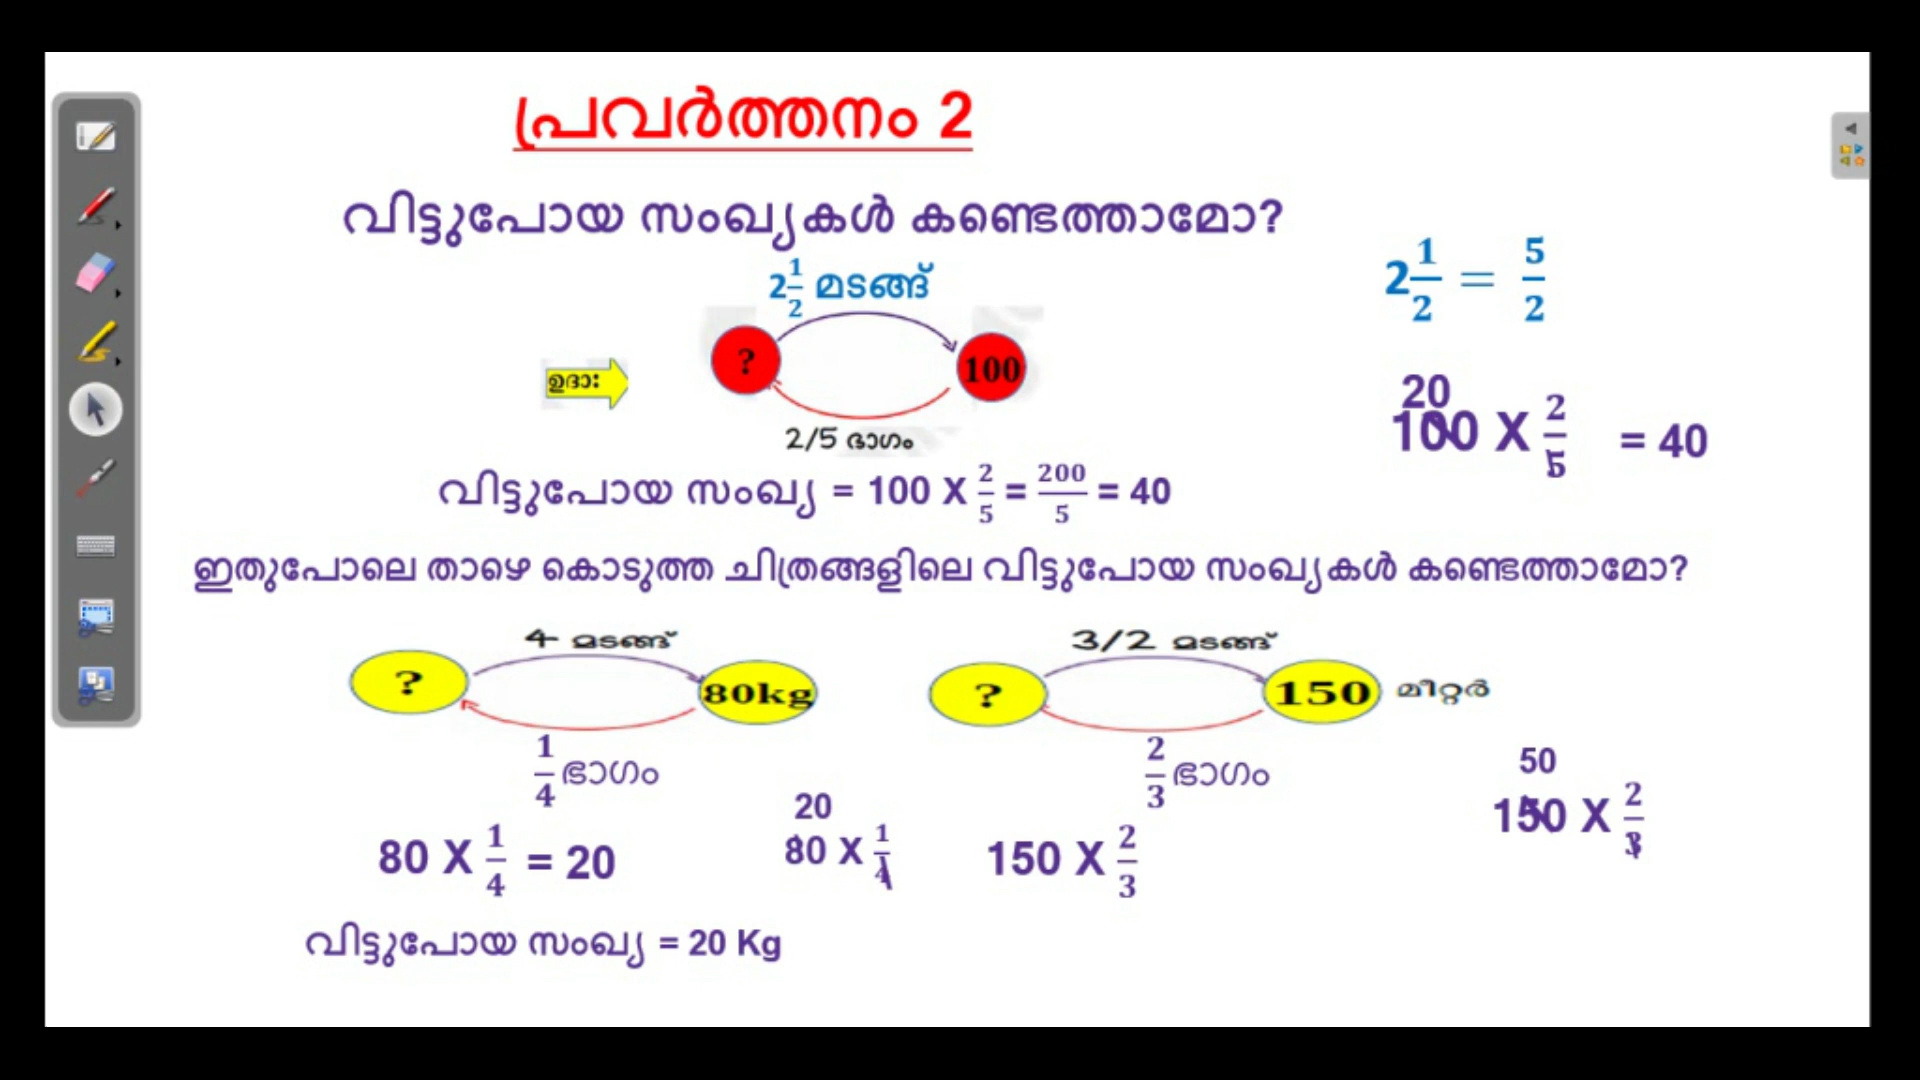 പ്രവർത്തനം 2
വിട്ടുപോയ സംഖ്യകൾ കണ്ടെത്താമോ?
2 1/2 മടങ്ങ്
2 1/2 = 5/2
ഉദാ:
?
100
2/5 ഭാഗം
20
100 X 2/5 = 40
വിട്ടുപോയ സംഖ്യ = 100 X 2/5 = 200/5 = 40
ഇതുപോലെ താഴെ കൊടുത്ത ചിത്രങ്ങളിലെ വിട്ടുപോയ സംഖ്യകൾ കണ്ടെത്താമോ?
4 മടങ്ങ്
?
80kg
1/4 ഭാഗം
3/2 മടങ്ങ്
?
150 മീറ്റർ
2/3 ഭാഗം
80 X 1/4 = 20
20
80 X 1/4
150 X 2/3
50
150 X 2/3
വിട്ടുപോയ സംഖ്യ = 20 Kg